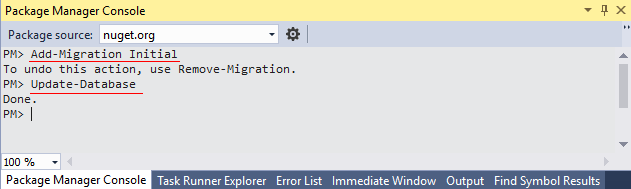 Package Manager Console
Package source: nuget.org
PM> Add-Migration Initial
To undo this action, use Remove-Migration.
PM> Update-Database
Done.
PM>
100 %
Package Manager Console Task Runner Explorer Error List Immediate Window Output Find Symbol Results